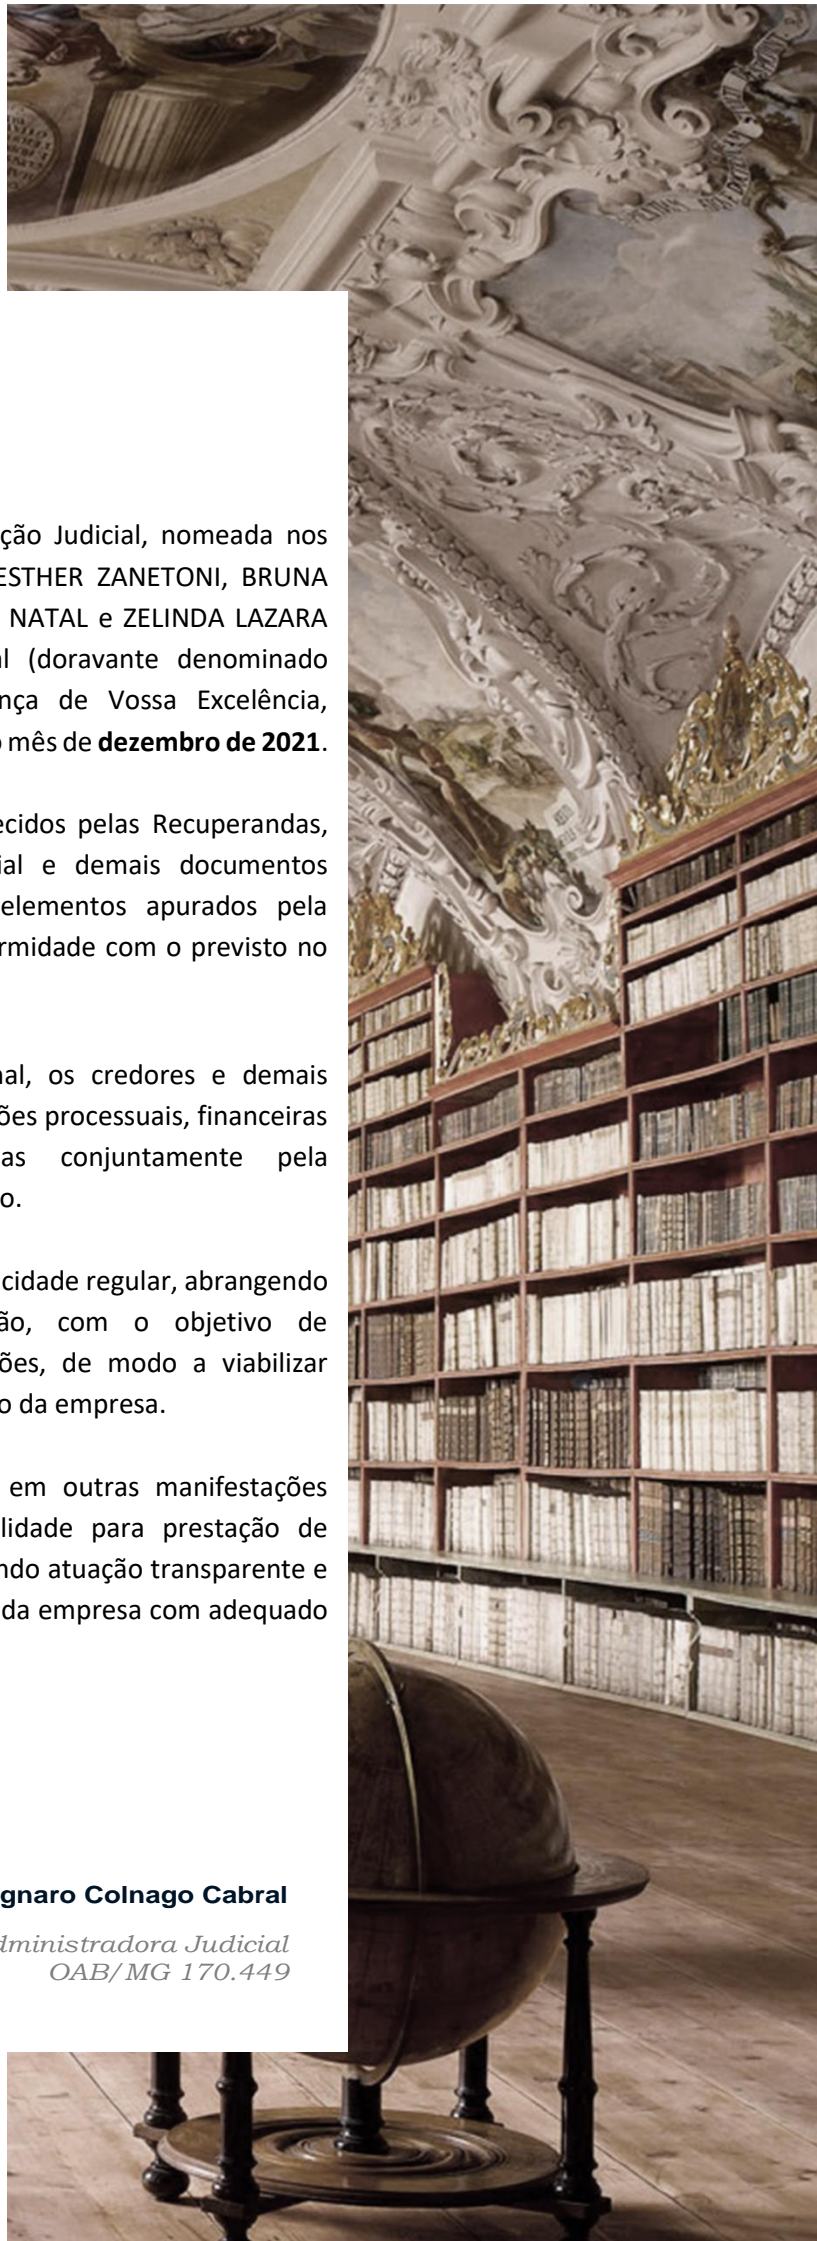 ção Judicial, nomeada nos
ESTHER ZANETONI, BRUNA
NATAL e ZELINDA LAZARA
al (doravante denominado
nça de Vossa Excelência,
o mês de dezembro de 2021.
ecidos pelas Recuperandas,
ial e demais documentos
elementos apurados pela
rmidade com o previsto no
nal, os credores e demais
ões processuais, financeiras
as conjuntamente pela
o.
cidade regular, abrangendo
ão, com o objetivo de
ões, de modo a viabilizar
o da empresa.
em outras manifestações
lidade para prestação de
ndo atuação transparente e
da empresa com adequado
gnaro Colnago Cabral
dministradora Judicial
OAB/MG 170.449